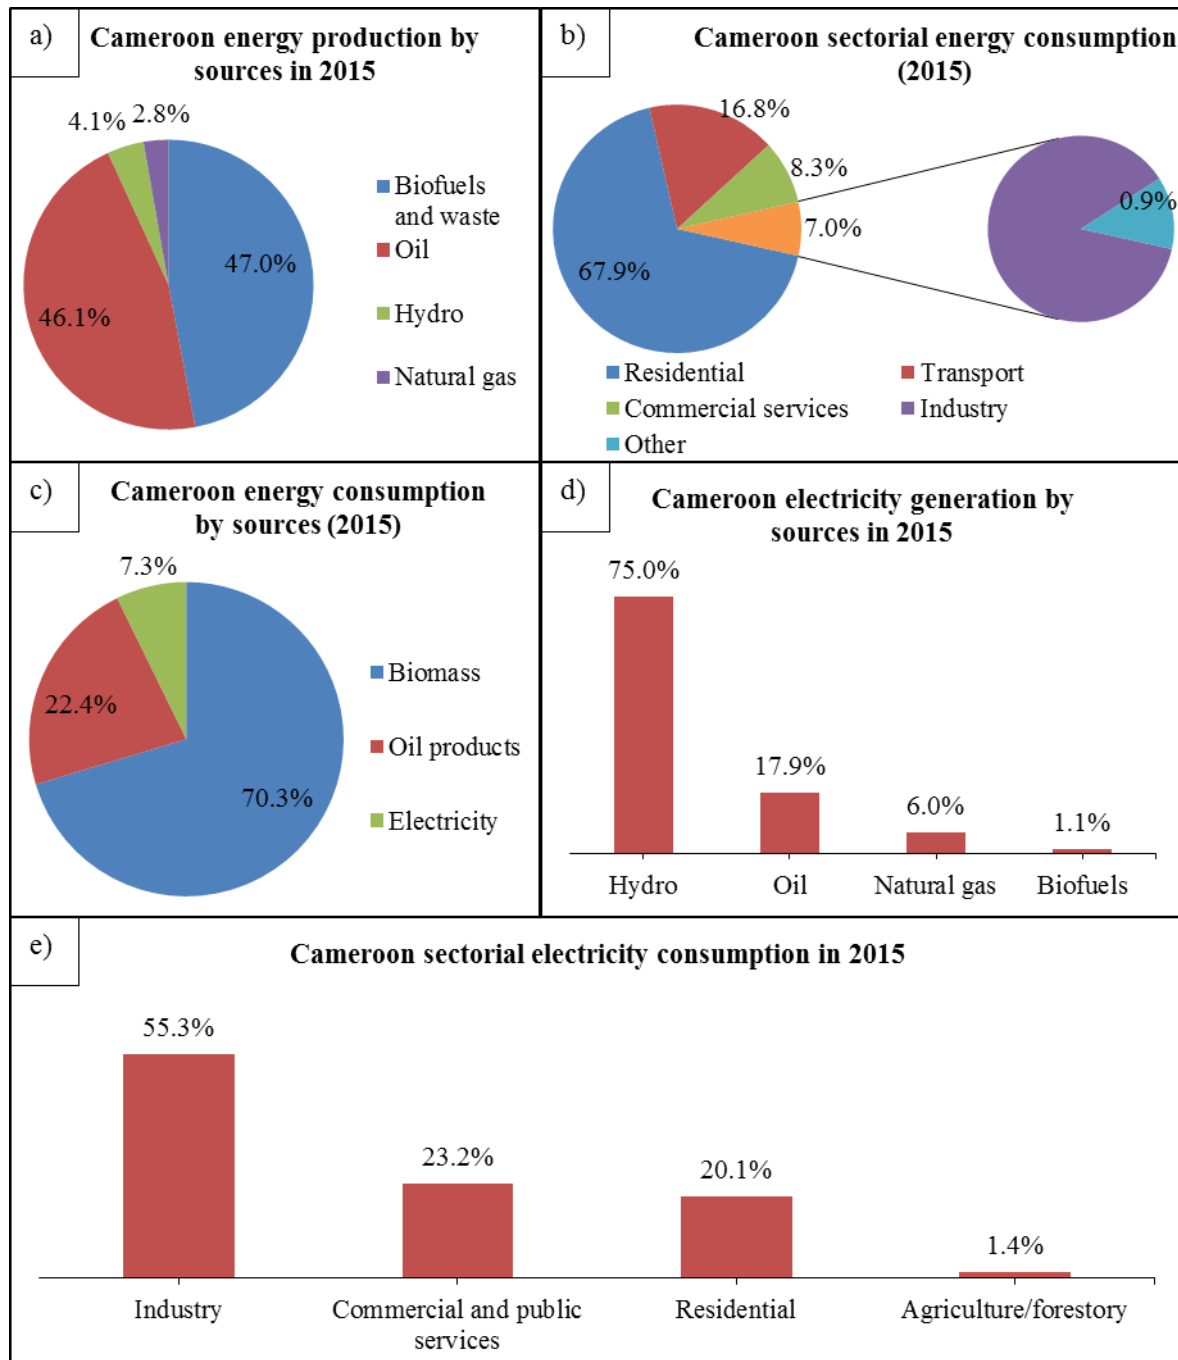 a)
Cameroon energy production by
sources in 2015
4.1%
2.8%
47.0%
46.1%
Biofuels
and waste
Oil
Hydro
Natural gas
b)
Cameroon sectorial energy consumption
(2015)
16.8%
8.3%
7.0%
67.9%
0.9%
Residential
Transport
Commercial services
Industry
Other
c)
Cameroon energy consumption
by sources (2015)
7.3%
22.4%
70.3%
Biomass
Oil products
Electricity
d)
Cameroon electricity generation by
sources in 2015
75.0%
17.9%
6.0%
1.1%
Hydro
Oil
Natural gas
Biofuels
e)
Cameroon sectorial electricity consumption in 2015
55.3%
23.2%
20.1%
1.4%
Industry
Commercial and public
services
Residential
Agriculture/forestory